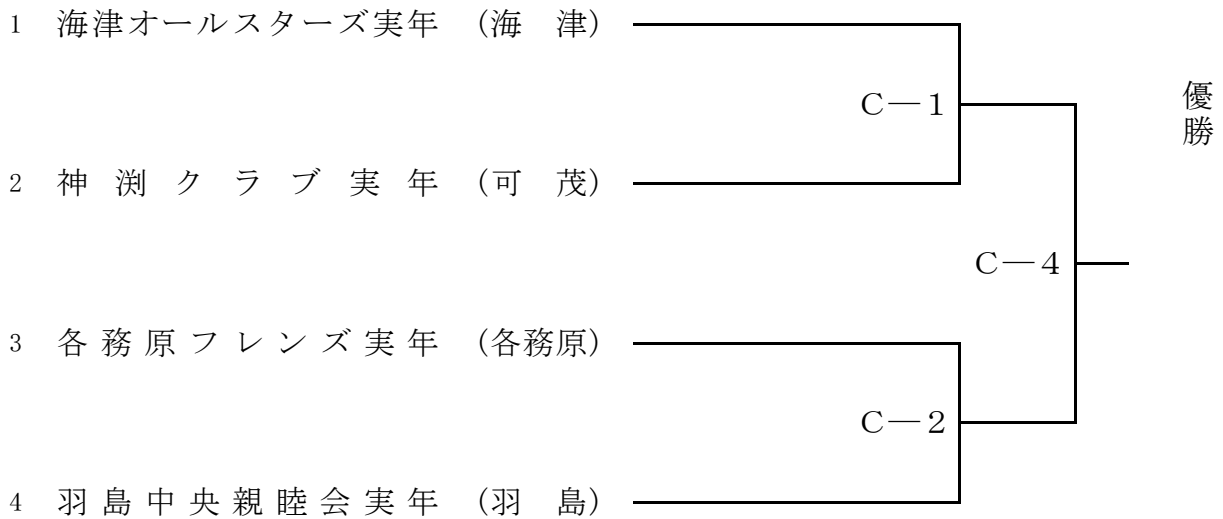 1 海津オールスターズ実年 (海 津)
C—1
優勝
2 神渕クラブ実年 (可 茂)
C—4
3 各務原フレンズ実年 (各務原)
C—2
4 羽島中央親睦会実年 (羽 島)